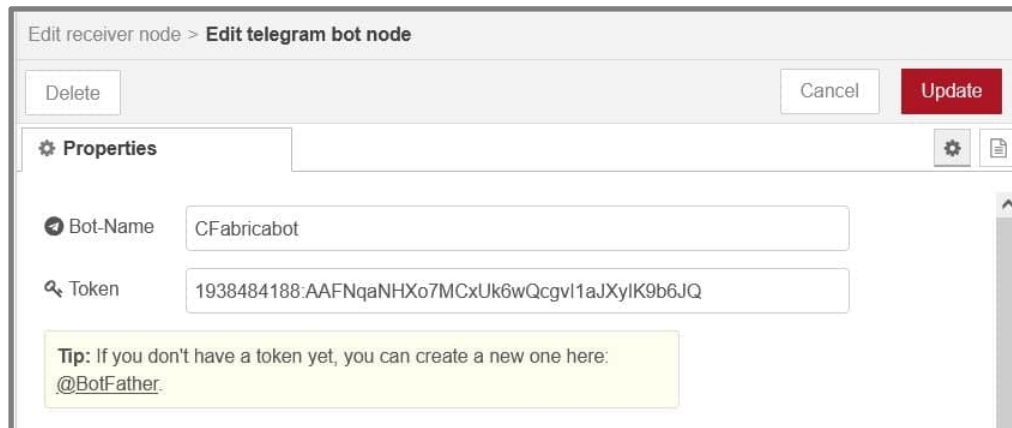 Edit receiver node > Edit telegram bot node
Delete Cancel Update
Properties
Bot-Name CFabricabot
Token 1938484188:AAFNqaNHXo7MCxUk6wQcgvI1aJXylK9b6JQ
Tip: If you don't have a token yet, you can create a new one here:
@BotFather.